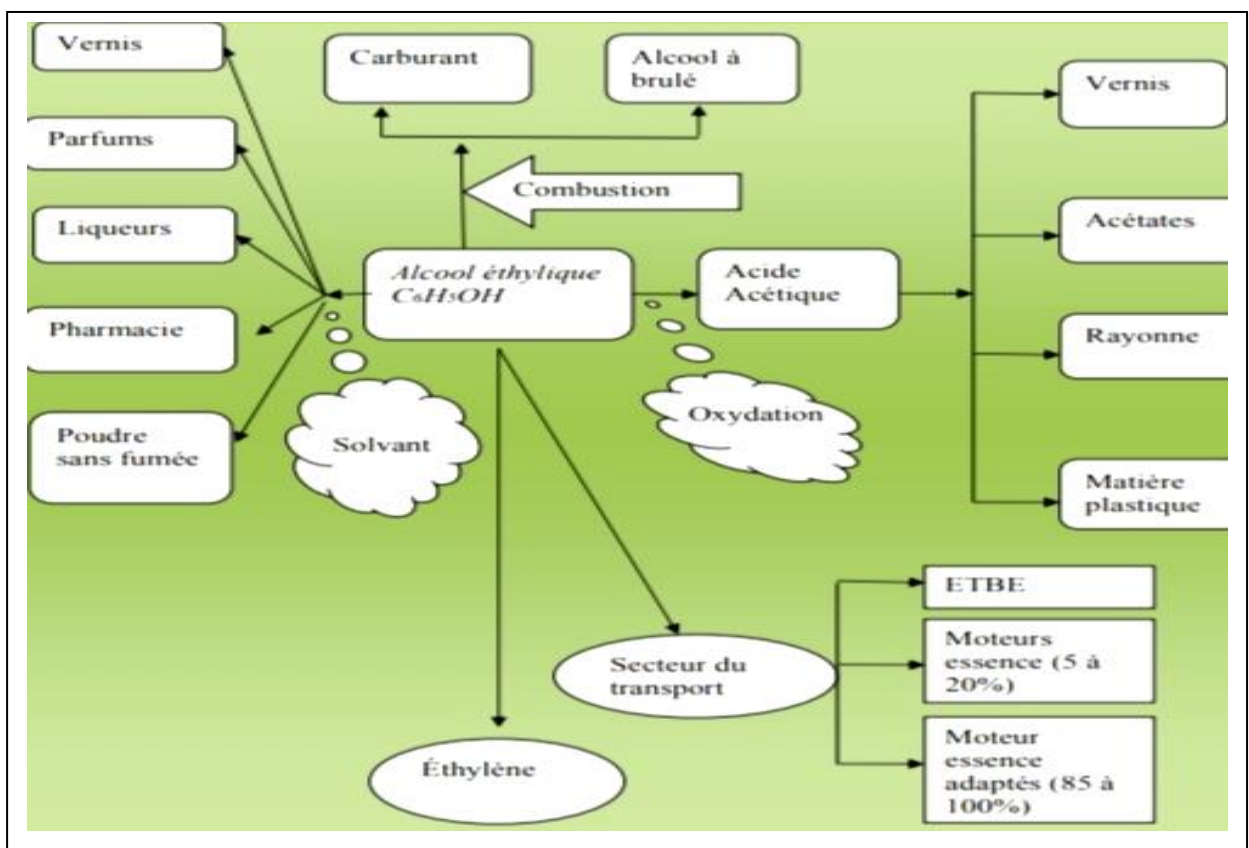 Vernis
Parfums
Liqueurs
Pharmacie
Poudre
sans fumée
Carburant
Alcool à
brulé
Combustion
Alcool éthylique
C₆H₅OH
Solvant
Acide
Acétique
Oxydation
Vernis
Acétates
Rayonne
Matière
plastique
Secteur du
transport
ETBE
Moteurs
essence (5 à
20%)
Moteur
essence
adaptés (85 à
100%)
Éthylène